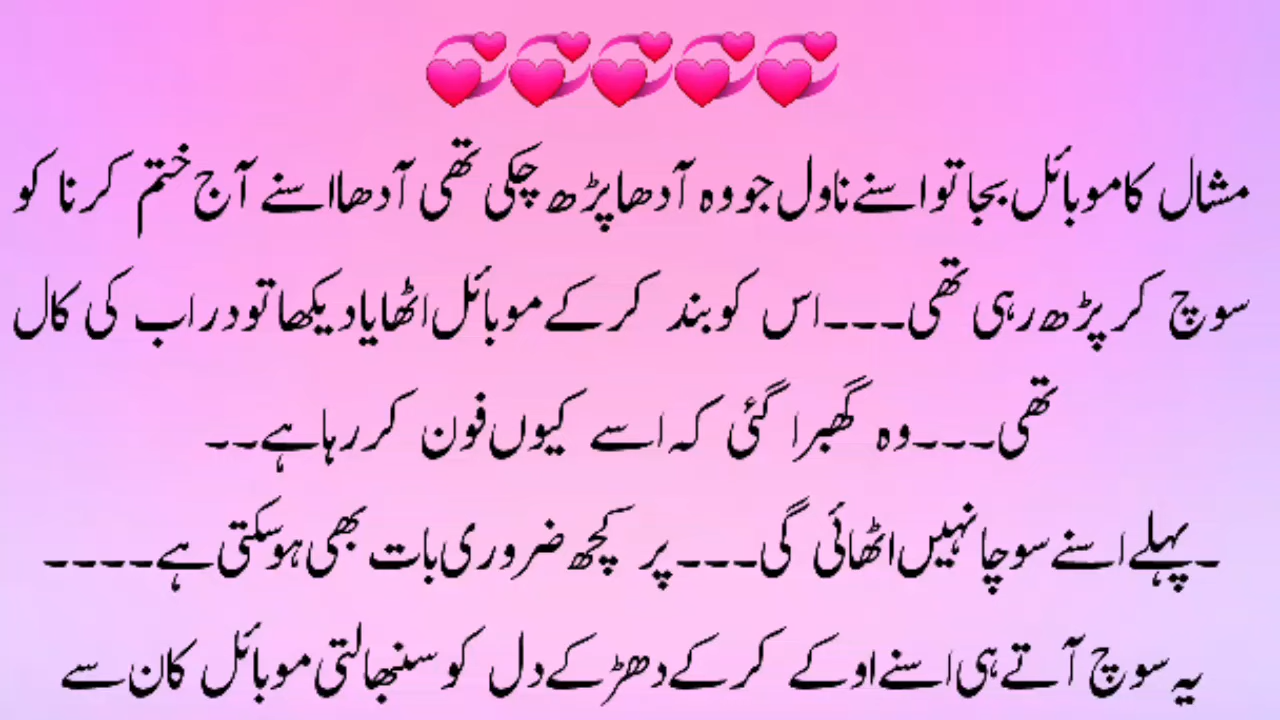 💞💞💞💞💞
مشال کا موبائل بجا تو اسنے ناول جو وہ آدھا پڑھ چکی تھی آدھا اسنے آج ختم کرنا کو
سوچ کر پڑھ رہی تھی۔۔۔۔اس کو بند کر کے موبائل اٹھایا دیکھا تو دراب کی کال
تھی۔۔۔۔وہ گھبرا گئی کہ اسے کیوں فون کر رہا ہے۔۔
۔پہلے اسنے سوچا نہیں اٹھائی گی۔۔۔۔پر کچھ ضروری بات بھی ہو سکتی ہے۔۔۔۔
یہ سوچ آتے ہی اسنے اوکے کر کے دھڑکے دل کو سنبھالتی موبائل کان سے